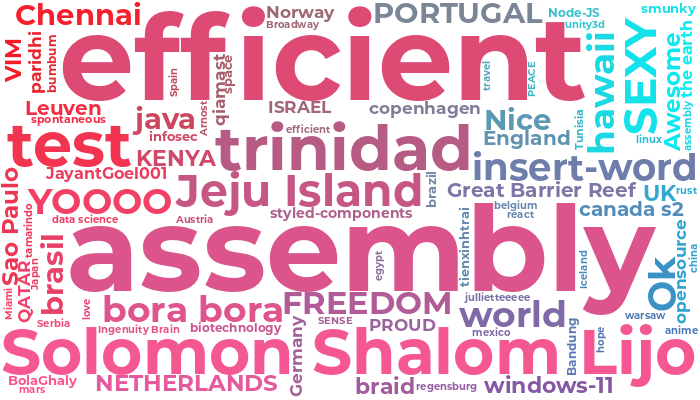 Chennai
Norway
Broadway
PORTUGAL
Node-JS
unity3d
smunky
VIM
paridhi
bumbum
efficient
Spain
space
qiamast
travel
PEACE
hawaii
SEXY
Awesome
assembly the earth
Leuven
spontaneous
java
infosec
Arnost
ISRAEL
copenhagen
Nice
England
Tunisia
linux
test
KENYA
trinidad
efficient
insert-word
JayantGoel001
YOOOO
Jeju Island
brazil
Great Barrier Reef
UK
rust
data science
Austria
styled-components
belgium
react
canada s2
Sao Paulo
tamarindo
brasil
assembly
egypt
tienxinhtrai
Iceland
Ok
opensource
china
Miami
QATAR
Japan
Serbia
love
bora bora
FREEDOM
jullietteeeee
world
warsaw
anime
Ingenuity Brain
biotechnology
SENSE
PROUD
mexico
Bandung
hope
Solomon
Germany
Shalom Lijo
BolaGhaly
mars
NETHERLANDS
braid
regensburg
windows-11